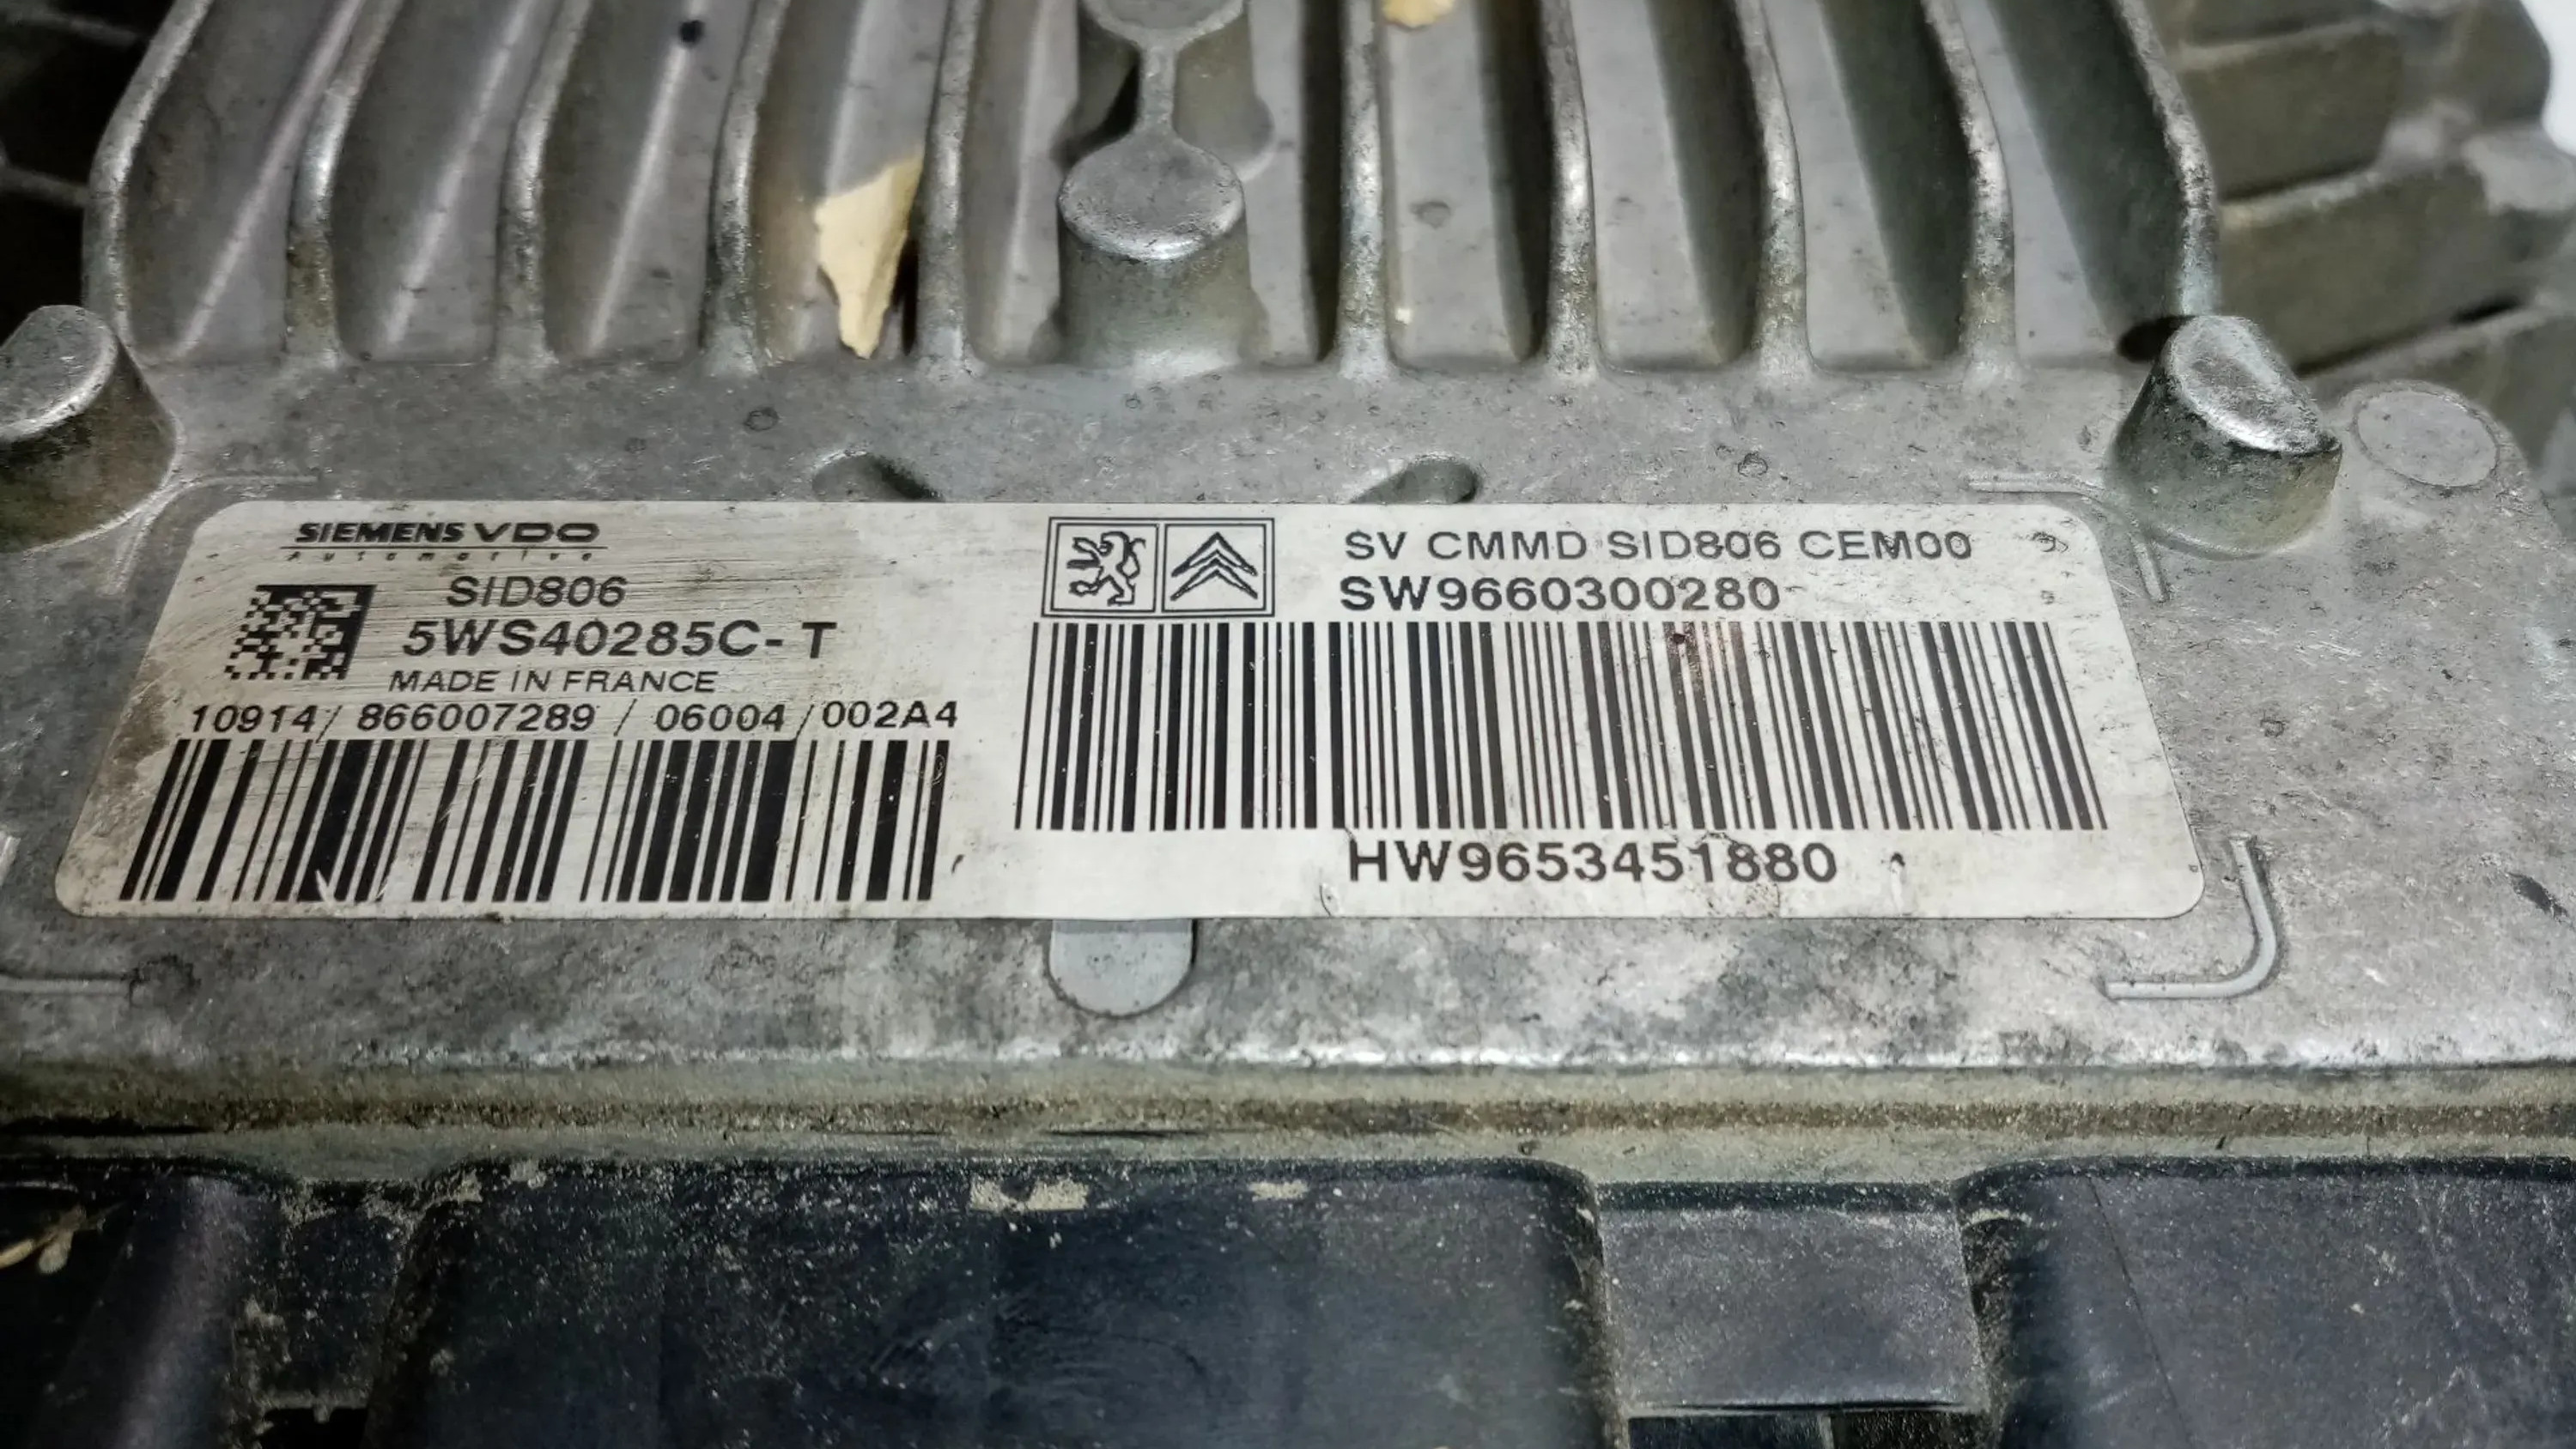 SIEMENS VDO
Automotive
SID806
5WS40285C-T
MADE IN FRANCE
10914/ 866007289 / 06004 /002A4
SV CMMD SID806 CEM00
SW9660300280
HW9653451880